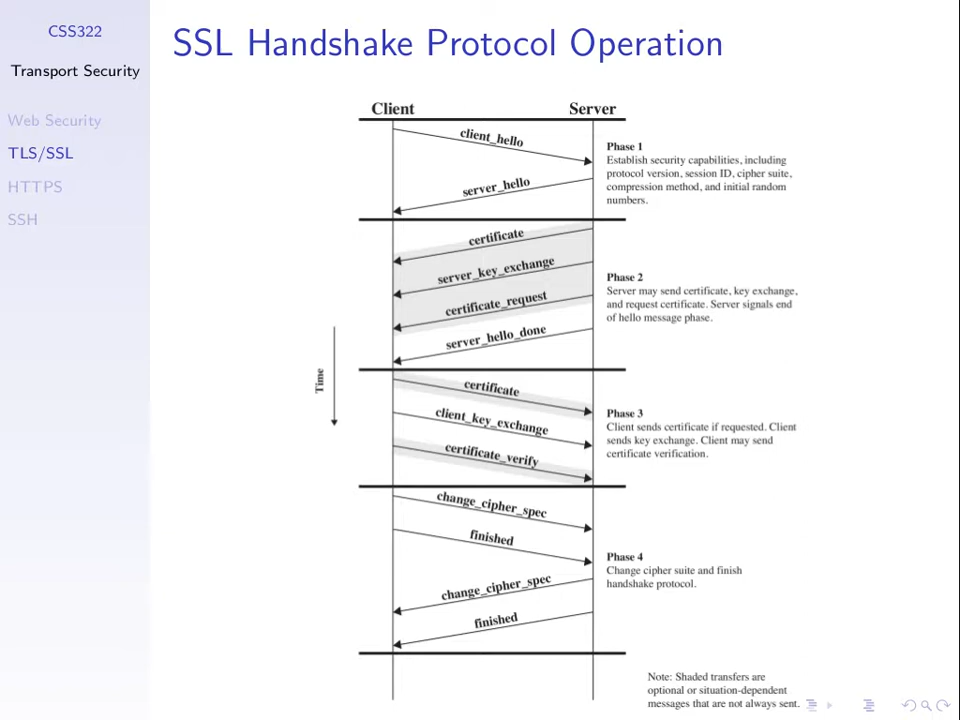 CSS322
Transport Security
Web Security
TLS/SSL
HTTPS
SSH
SSL Handshake Protocol Operation
Client
Server
client_hello
server_hello
Phase 1
Establish security capabilities, including
protocol version, session ID, cipher suite,
compression method, and initial random
numbers.
certificate
server_key_exchange
certificate_request
server_hello_done
Phase 2
Server may send certificate, key exchange,
and request certificate. Server signals end
of hello message phase.
Time
certificate
client_key_exchange
certificate_verify
Phase 3
Client sends certificate if requested. Client
sends key exchange. Client may send
certificate verification.
change_cipher_spec
finished
change_cipher_spec
finished
Phase 4
Change cipher suite and finish
handshake protocol.
Note: Shaded transfers are
optional or situation-dependent
messages that are not always sent.